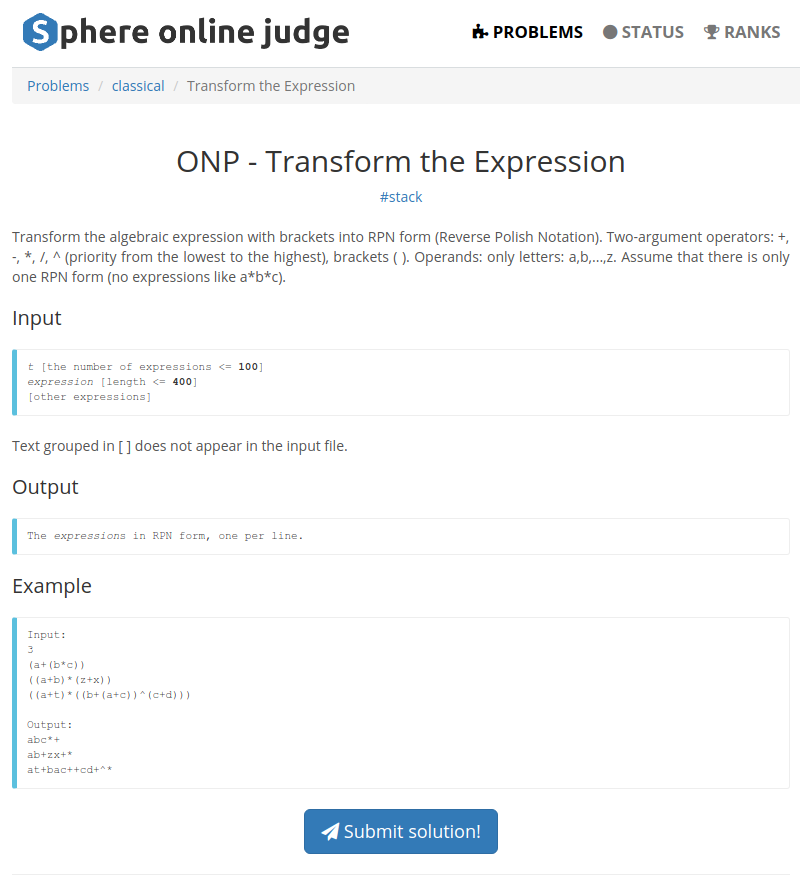 Sphere online judge
PROBLEMS STATUS RANKS
Problems / classical / Transform the Expression
ONP - Transform the Expression
#stack
Transform the algebraic expression with brackets into RPN form (Reverse Polish Notation). Two-argument operators: +,
-, *, /, ^ (priority from the lowest to the highest), brackets ( ). Operands: only letters: a,b,...,z. Assume that there is only
one RPN form (no expressions like a*b*c).
Input
t [the number of expressions <= 100]
expression [length <= 400]
[other expressions]
Text grouped in [ ] does not appear in the input file.
Output
The expressions in RPN form, one per line.
Example
Input:
3
(a+(b*c))
((a+b)*(z+x))
((a+t)*((b+(a+c))^(c+d)))
Output:
abc*+
ab+zx+*
at+bac++cd+^*
Submit solution!